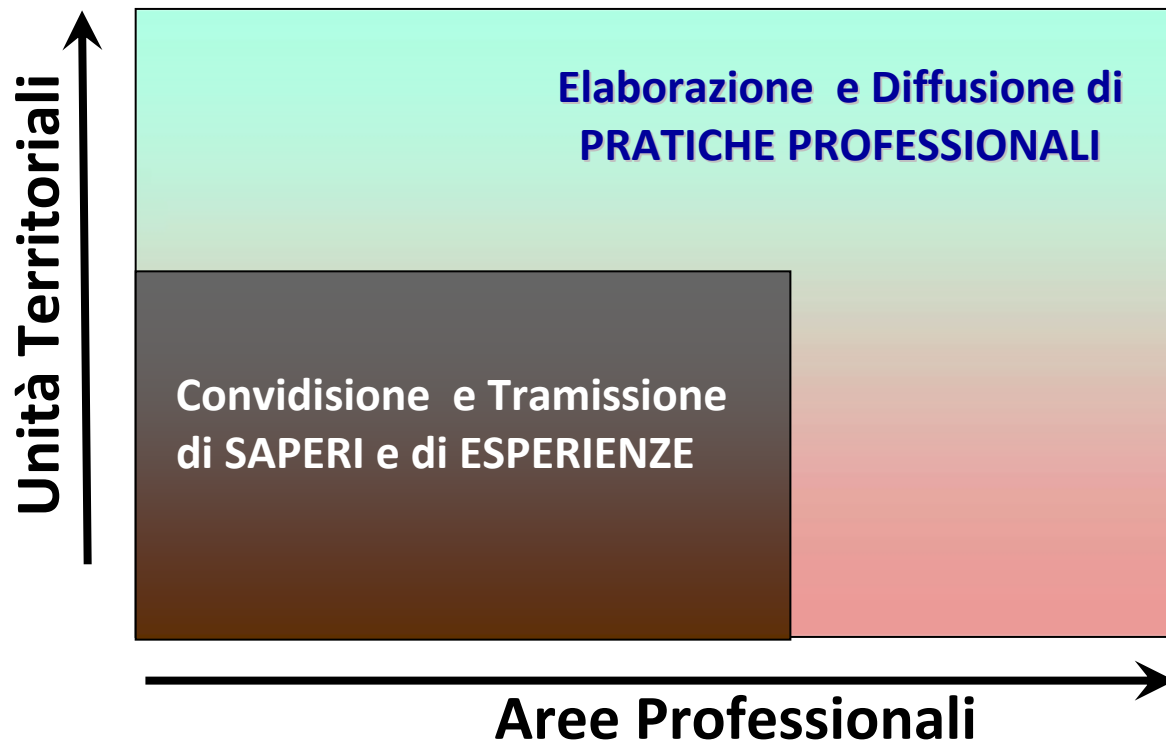 Unità Territoriali
Elaborazione e Diffusione di
PRATICHE PROFESSIONALI
Convidisione e Tramissione
di SAPERI e di ESPERIENZE
Aree Professionali